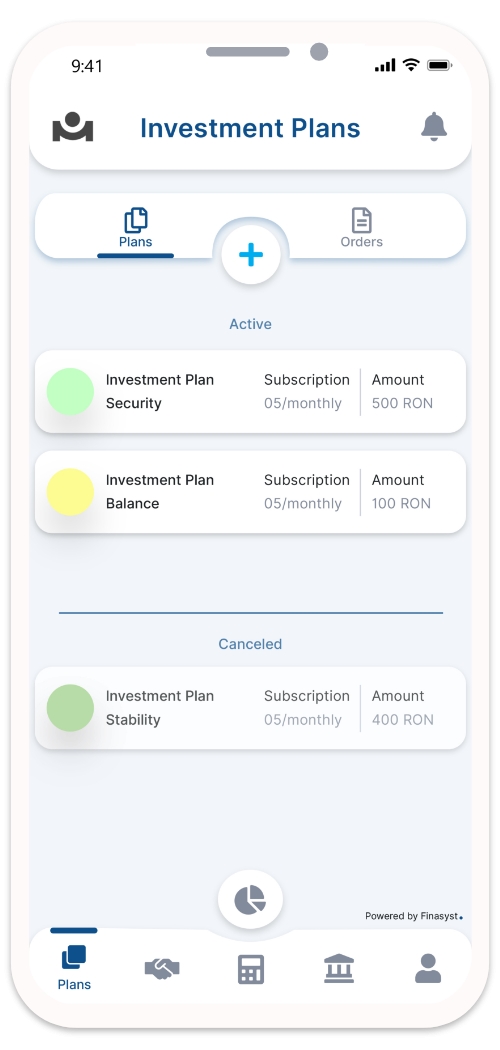 9:41
Investment Plans
Plans
Orders
Active
Investment Plan Subscription Amount
Security 05/monthly 500 RON
Investment Plan Subscription Amount
Balance 05/monthly 100 RON
Canceled
Investment Plan Subscription Amount
Stability 05/monthly 400 RON
Powered by Finasyst.
Plans